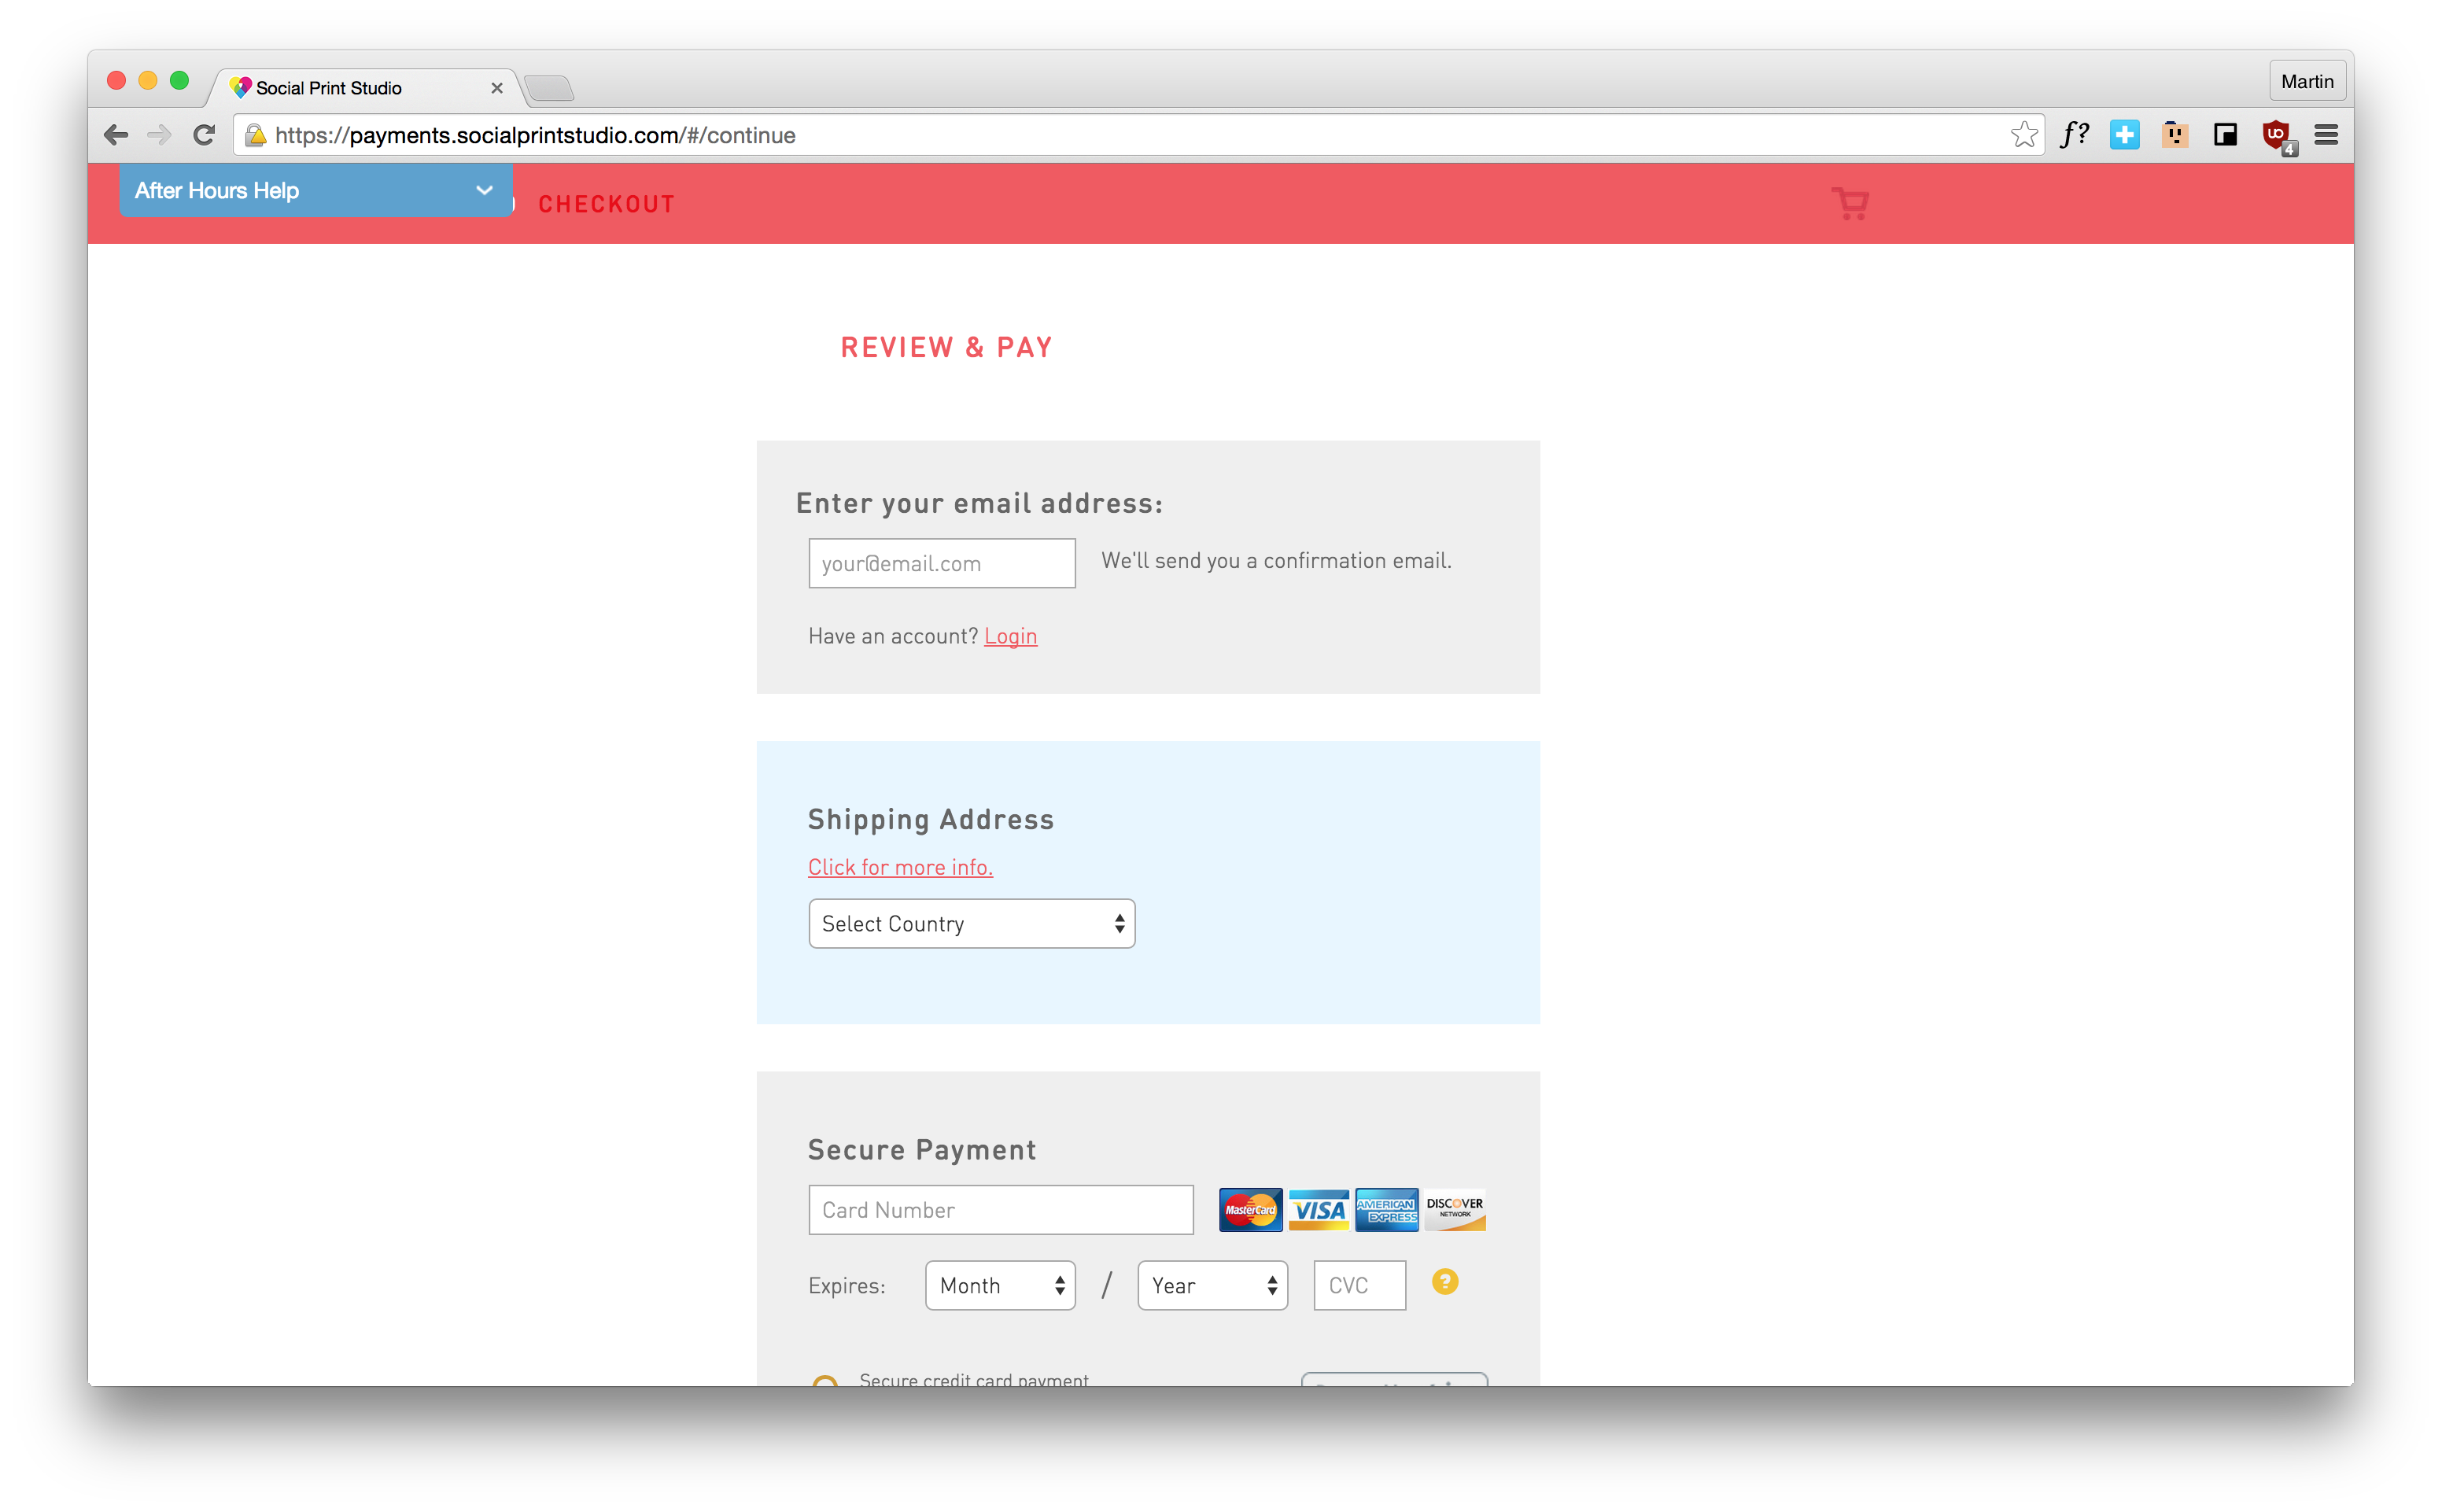 Social Print Studio
Martin
https://payments.socialprintstudio.com/#/continue
f?
UO
4
After Hours Help
CHECKOUT
REVIEW & PAY
Enter your email address:
your@email.com
We'll send you a confirmation email.
Have an account? Login
Shipping Address
Click for more info.
Select Country
Secure Payment
Card Number
MasterCard
VISA
AMERICAN EXPRESS
DISCOVER
NETWORK
Expires:
Month
/
Year
CVC
?
Secure credit card payment